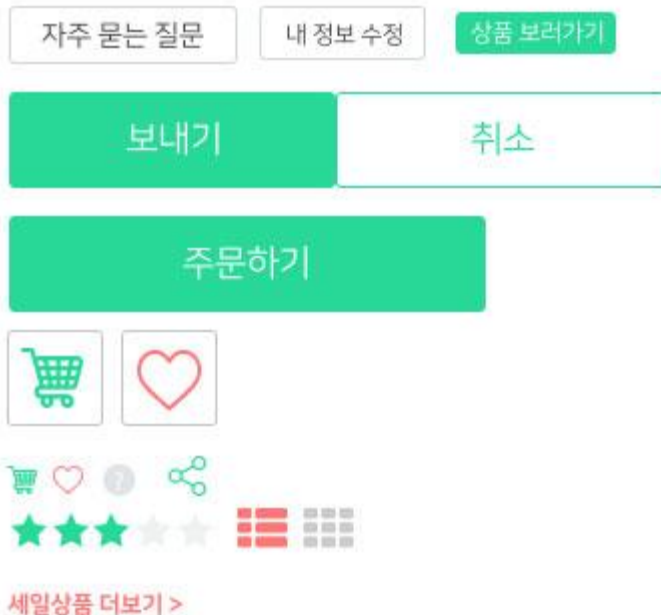 자주 묻는 질문 내 정보 수정 상품 보러가기
보내기 취소
주문하기
?
세일상품 더보기 >